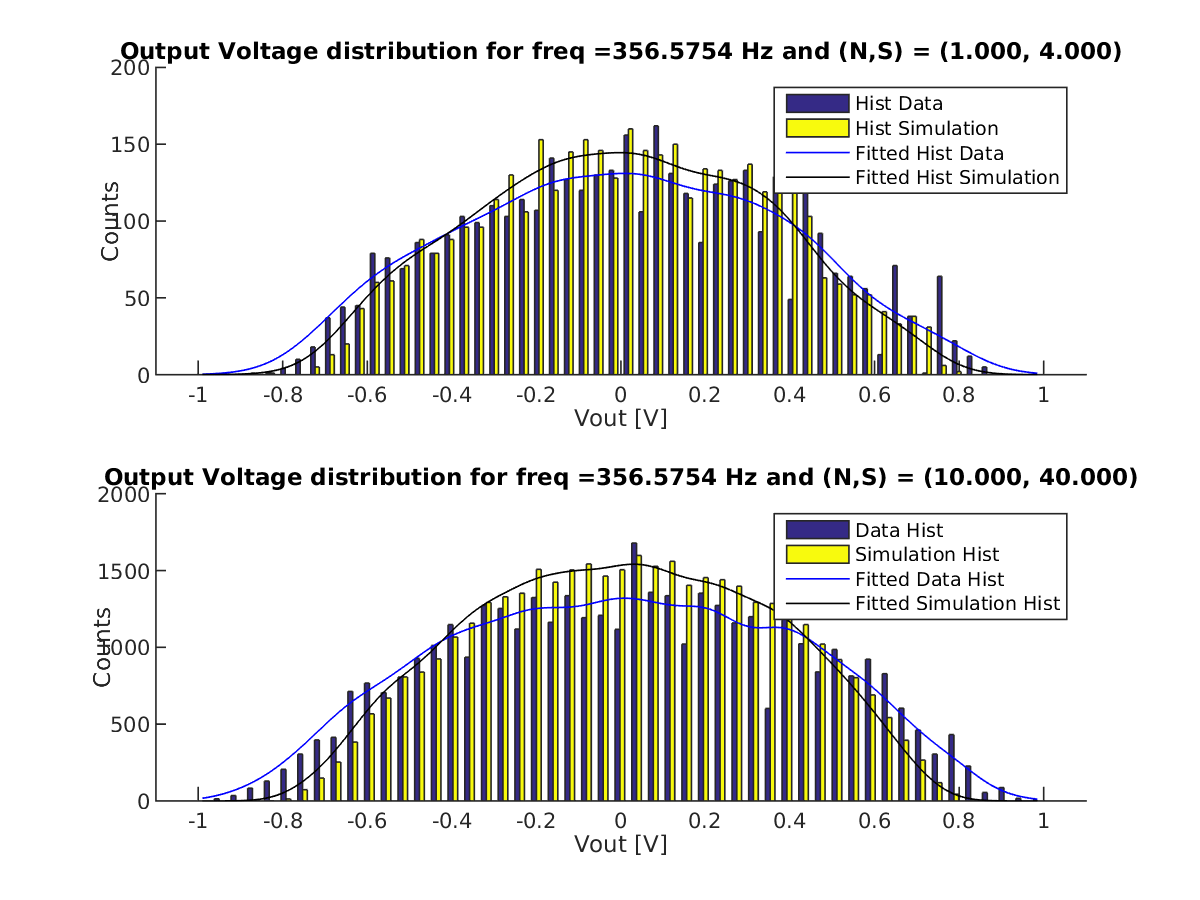 Output Voltage distribution for freq =356.5754 Hz and (N,S) = (1.000, 4.000)
200
150
100
50
0
Counts
Hist Data
Hist Simulation
Fitted Hist Data
Fitted Hist Simulation
-1 -0.8 -0.6 -0.4 -0.2 0 0.2 0.4 0.6 0.8 1
Vout [V]
Output Voltage distribution for freq =356.5754 Hz and (N,S) = (10.000, 40.000)
2000
1500
1000
500
0
Counts
Data Hist
Simulation Hist
Fitted Data Hist
Fitted Simulation Hist
-1 -0.8 -0.6 -0.4 -0.2 0 0.2 0.4 0.6 0.8 1
Vout [V]